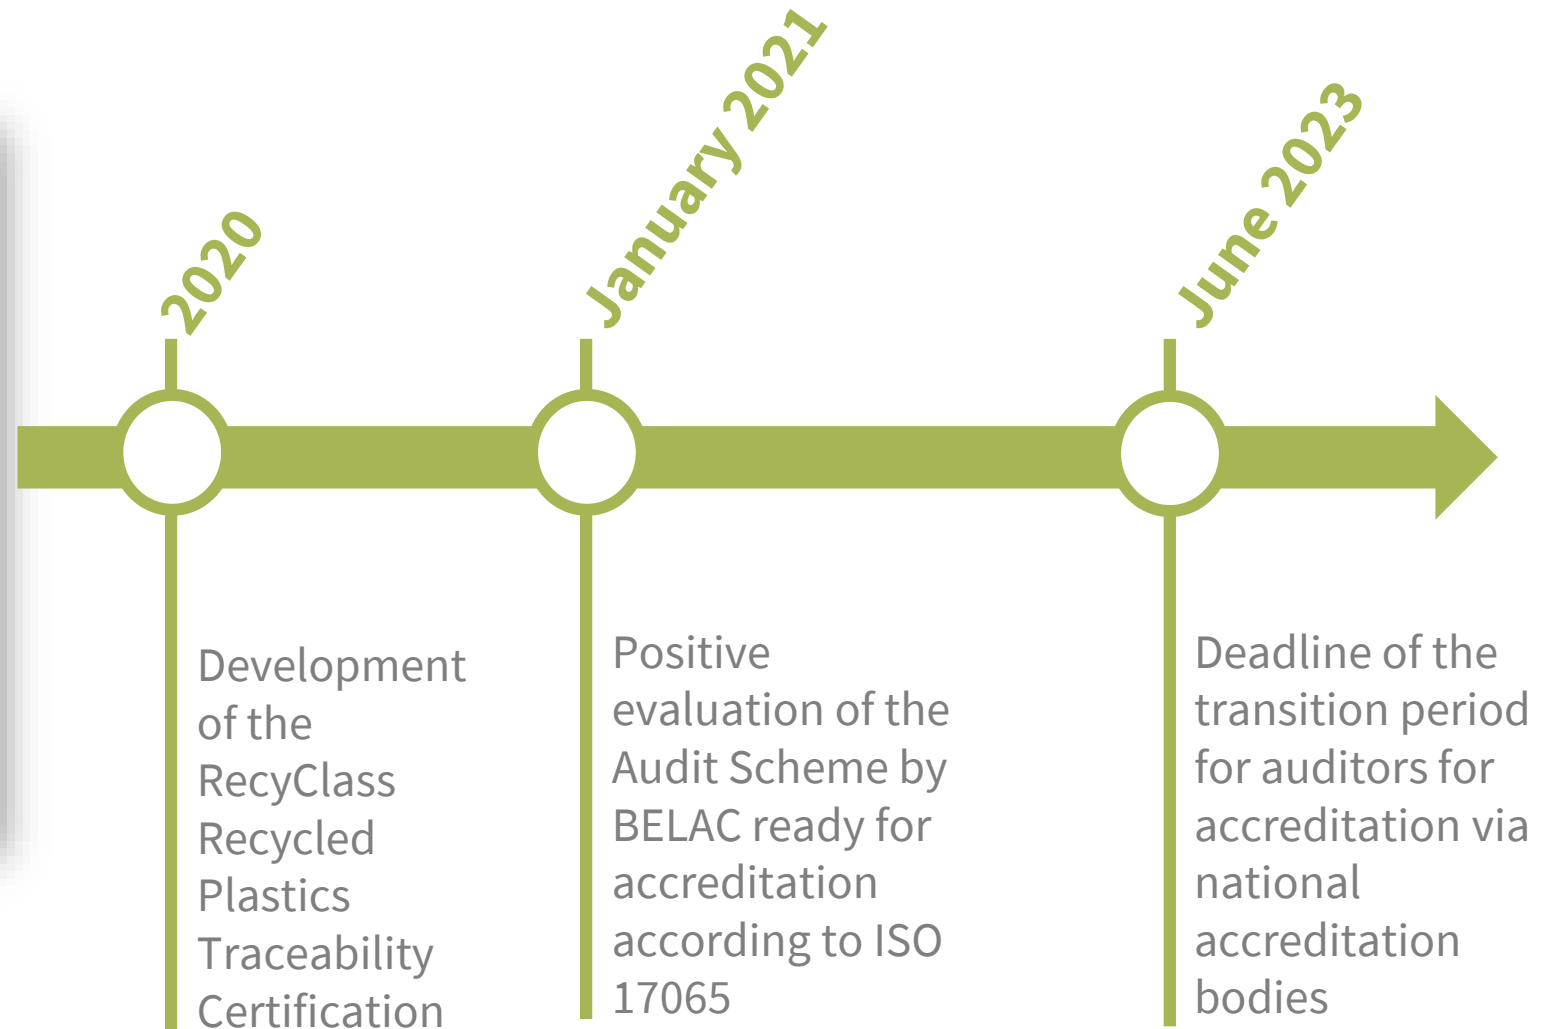 2020
Development
of the
RecyClass
Recycled
Plastics
Traceability
Certification
January 2021
Positive
evaluation of the
Audit Scheme by
BELAC ready for
accreditation
according to ISO
17065
June 2023
Deadline of the
transition period
for auditors for
accreditation via
national
accreditation
bodies